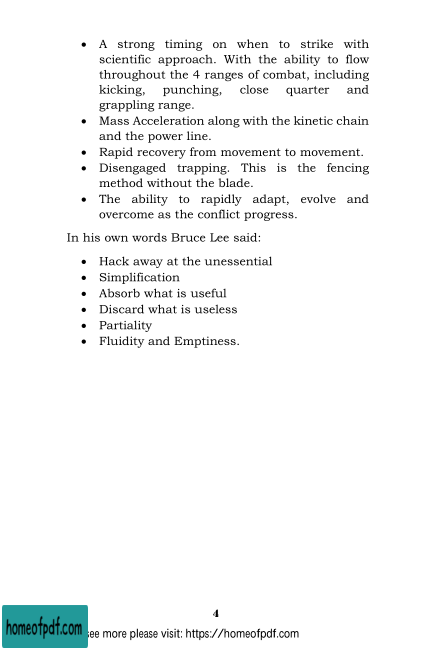 • A strong timing on when to strike with
scientific approach. With the ability to flow
throughout the 4 ranges of combat, including
kicking, punching, close quarter and
grappling range.
• Mass Acceleration along with the kinetic chain
and the power line.
• Rapid recovery from movement to movement.
• Disengaged trapping. This is the fencing
method without the blade.
• The ability to rapidly adapt, evolve and
overcome as the conflict progress.
In his own words Bruce Lee said:
• Hack away at the unessential
• Simplification
• Absorb what is useful
• Discard what is useless
• Partiality
• Fluidity and Emptiness.
4
homeofpdf.com
see more please visit: https://homeofpdf.com